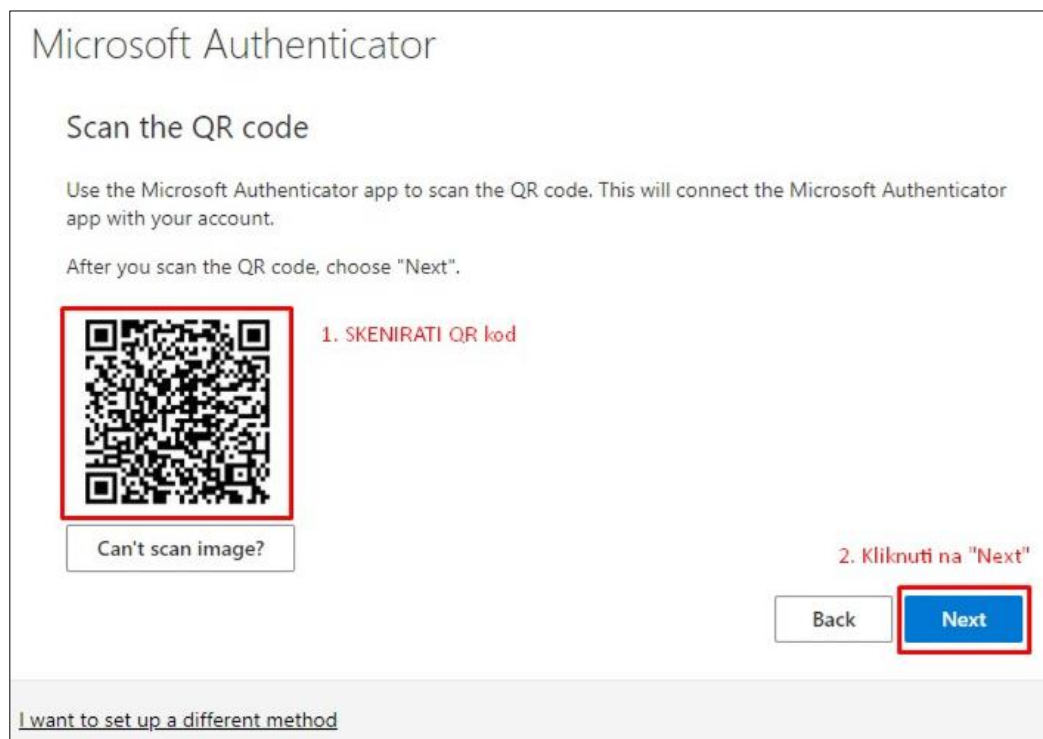 Microsoft Authenticator
Scan the QR code
Use the Microsoft Authenticator app to scan the QR code. This will connect the Microsoft Authenticator
app with your account.
After you scan the QR code, choose "Next".
1. SKENIRATI QR kod
Can't scan image?
2. Kliknuti na "Next"
Back
Next
I want to set up a different method